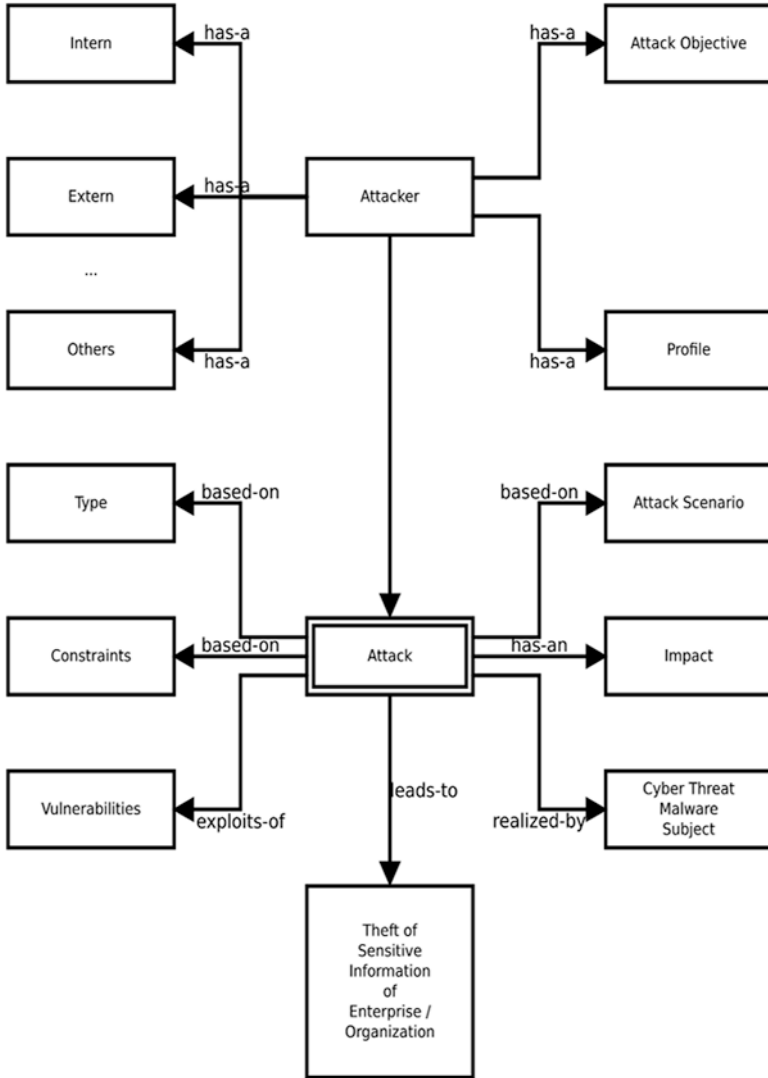 has-a
has-a
Intern
Attack Objective
has-a
Extern
Attacker
...
Others
Profile
has-a
has-a
based-on
based-on
Type
Attack Scenario
based-on
has-an
Constraints
Attack
Impact
leads-to
Vulnerabilities
exploits-of
realized-by
Cyber Threat
Malware
Subject
Theft of
Sensitive
Information
of
Enterprise /
Organization